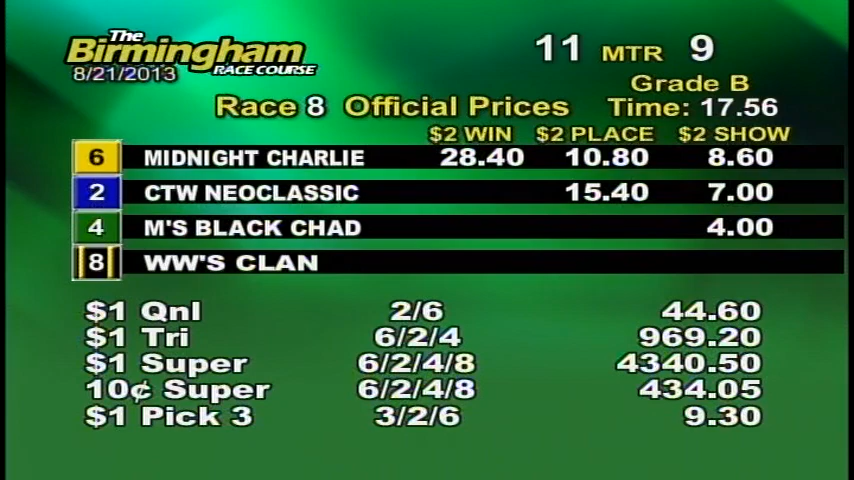 The
Birmingham
RACE COURSE
8/21/2013
11 MTR 9
Grade B
Race 8 Official Prices Time: 17.56
$2 WIN $2 PLACE $2 SHOW
6 MIDNIGHT CHARLIE 28.40 10.80 8.60
2 CTW NEOCLASSIC 15.40 7.00
4 M'S BLACK CHAD 4.00
8 WW'S CLAN
$1 Qnl 2/6 44.60
$1 Tri 6/2/4 969.20
$1 Super 6/2/4/8 4340.50
10¢ Super 6/2/4/8 434.05
$1 Pick 3 3/2/6 9.30